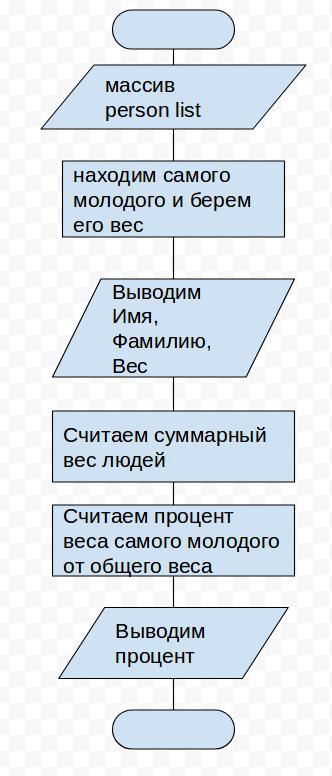 массив
person list
находим самого
молодого и берем
его вес
Выводим
Имя,
Фамилию,
Вес
Считаем суммарный
вес людей
Считаем процент
веса самого молодого
от общего веса
Выводим
процент